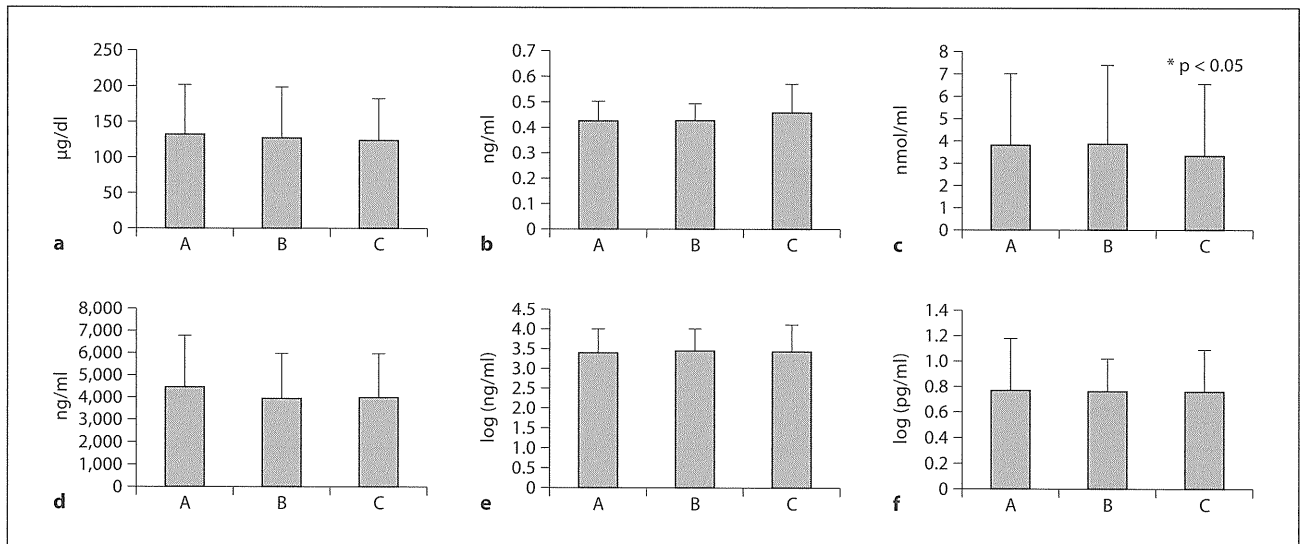 250
200
150
100
50
0
µg/dl
A B C
a
0.7
0.6
0.5
0.4
0.3
0.2
0.1
0
ng/ml
A B C
b
8
7
6
5
4
3
2
1
0
nmol/ml
* p < 0.05
A B C
c
8,000
7,000
6,000
5,000
4,000
3,000
2,000
1,000
0
ng/ml
A B C
d
4.5
4.0
3.5
3.0
2.5
2.0
1.5
1.0
0.5
0
log (ng/ml)
A B C
e
1.4
1.2
1.0
0.8
0.6
0.4
0.2
0
log (pg/ml)
A B C
f